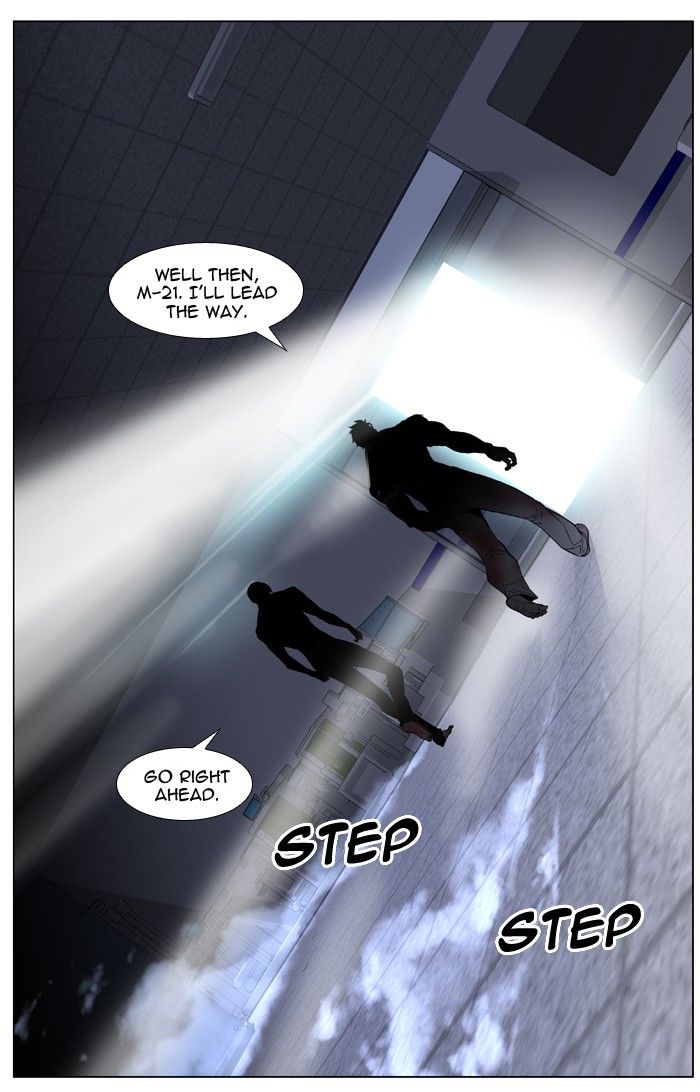 WELL THEN,
M-21. I'LL LEAD
THE WAY.
GO RIGHT
AHEAD.
STEP
STEP